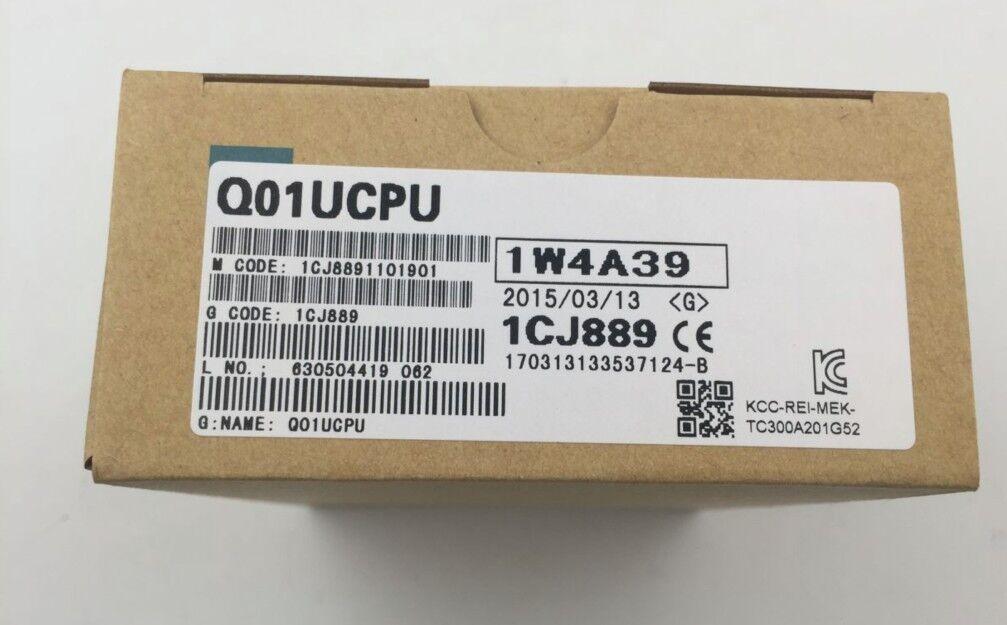 Q01UCPU
M CODE: 1CJ8891101901
G CODE: 1CJ889
L NO.; 630504419 062
G:NAME: Q01UCPU
1W4A39
2015/03/13 <G>
1CJ889 CE
170313133537124-B
KCC-REI-MEK-
TC300A201G52